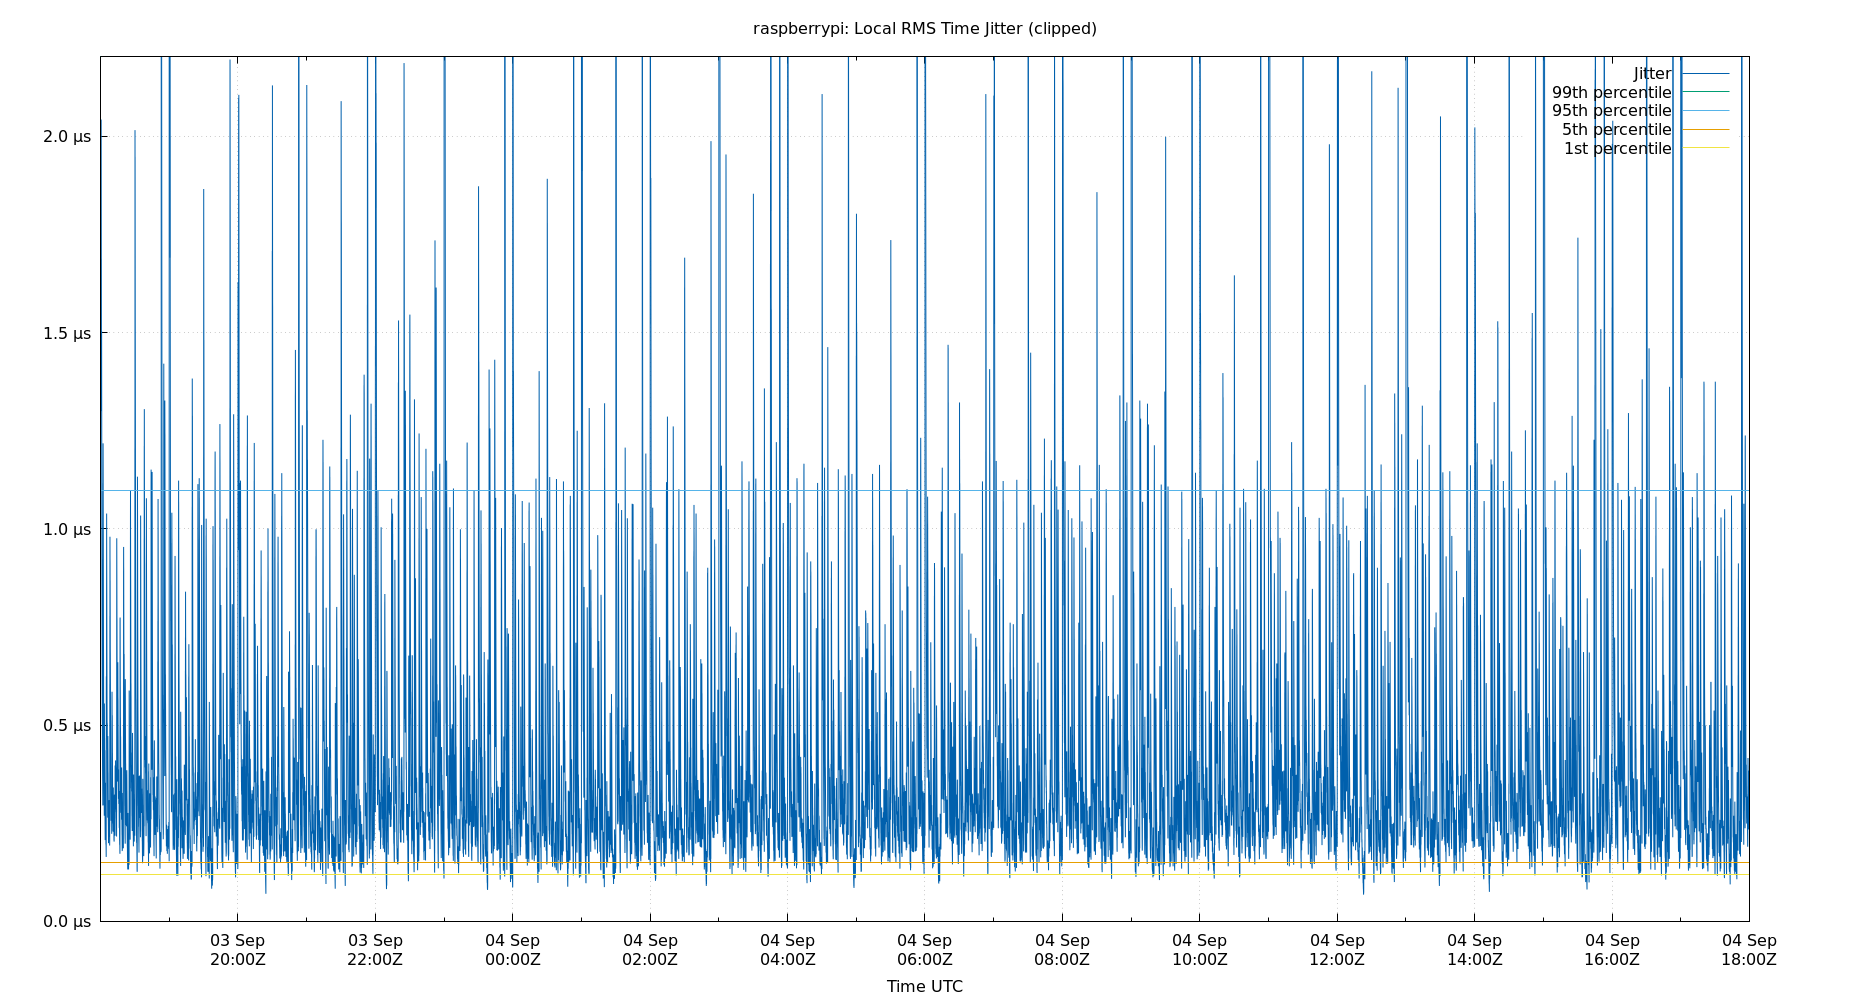 raspberrypi: Local RMS Time Jitter (clipped)
Jitter
99th percentile
95th percentile
5th percentile
1st percentile
2.0 µs
1.5 µs
1.0 µs
0.5 µs
0.0 µs
03 Sep 03 Sep 04 Sep 04 Sep 04 Sep 04 Sep 04 Sep 04 Sep 04 Sep 04 Sep 04 Sep 04 Sep
20:00Z 22:00Z 00:00Z 02:00Z 04:00Z 06:00Z 08:00Z 10:00Z 12:00Z 14:00Z 16:00Z 18:00Z
Time UTC